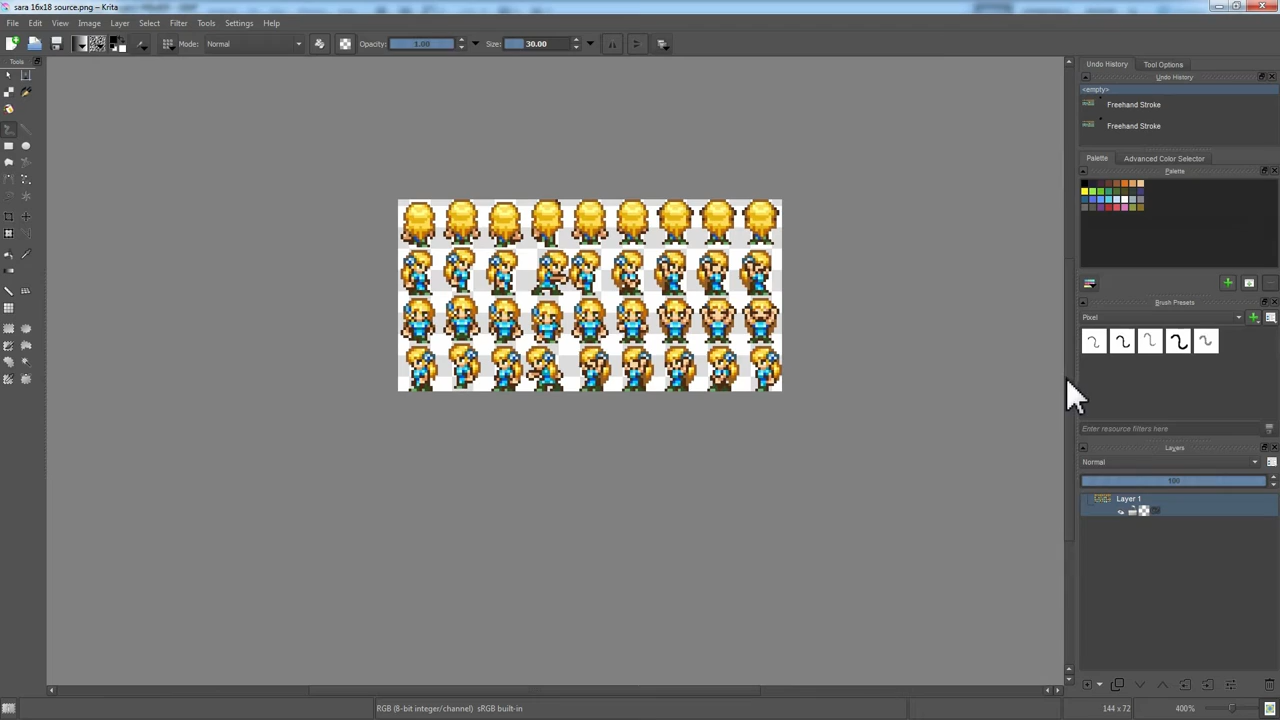 sara 16x18 source.png – Krita
File Edit View Image Layer Select Filter Tools Settings Help
Mode: Normal Opacity: 1.00 Size: 30.00
Tools
Undo History Tool Options
Undo History
<empty>
Freehand Stroke
Freehand Stroke
Palette Advanced Color Selector
Palette
Brush Presets
Pixel
Enter resource filters here
Layers
Normal
100
Layer 1
RGB (8-bit integer/channel) sRGB built-in 144 x 72 400%